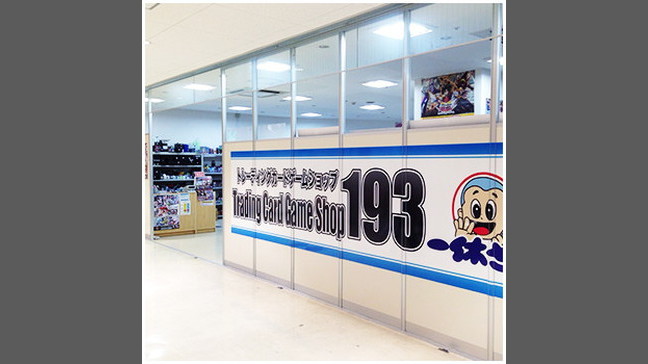 トレーディングカードゲームショップ
Trading Card Game Shop 193
一休さ